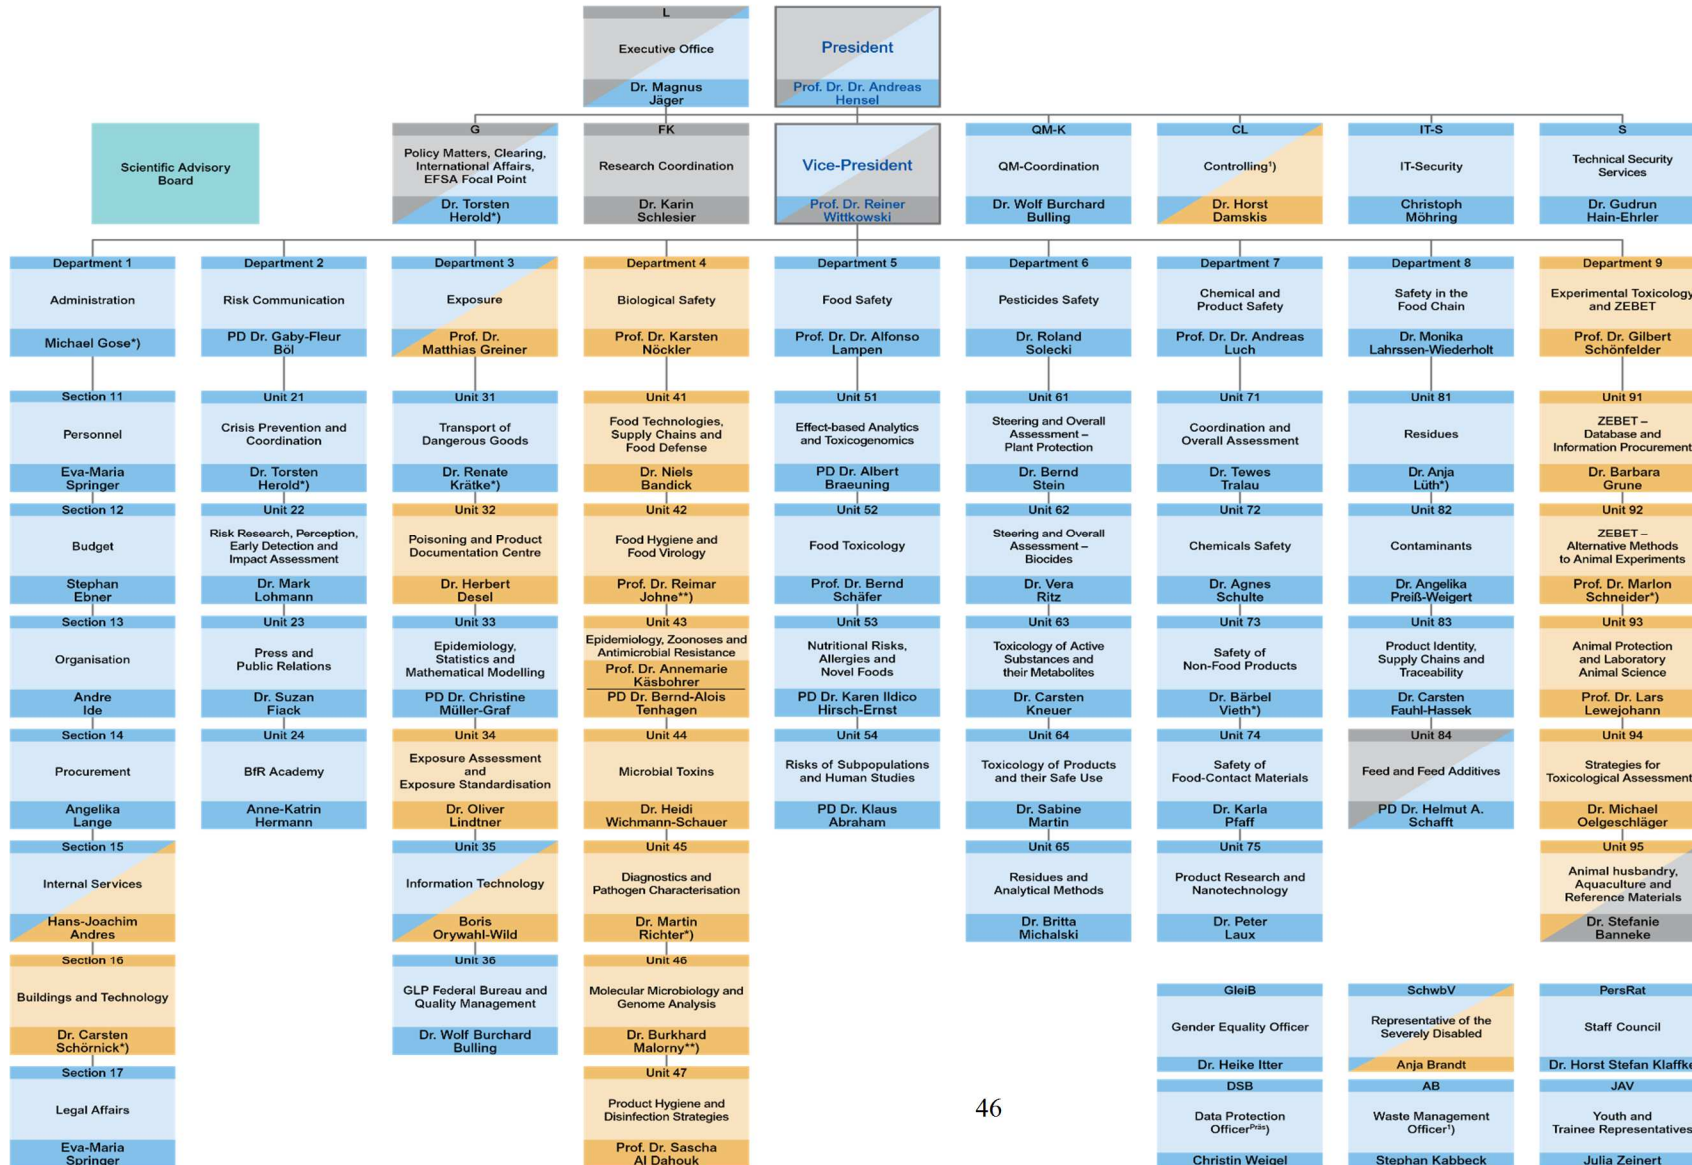 L
Executive Office
Dr. Magnus
Jäger
President
Prof. Dr. Dr. Andreas
Hensel
Scientific Advisory
Board
G
Policy Matters, Clearing,
International Affairs,
EFSA Focal Point
Dr. Torsten
Herold*)
FK
Research Coordination
Dr. Karin
Schlesier
Vice-President
Prof. Dr. Reiner
Wittkowski
QM-K
QM-Coordination
Dr. Wolf Burchard
Bulling
CL
Controlling¹)
Dr. Horst
Damskis
IT-S
IT-Security
Christoph
Möhring
S
Technical Security
Services
Dr. Gudrun
Hain-Ehrler
Department 1
Administration
Michael Gose*)
Section 11
Personnel
Eva-Maria
Springer
Section 12
Budget
Stephan
Ebner
Section 13
Organisation
Andre
Ide
Section 14
Procurement
Angelika
Lange
Section 15
Internal Services
Hans-Joachim
Andres
Section 16
Buildings and Technology
Dr. Carsten
Schörnick*)
Section 17
Legal Affairs
Eva-Maria
Springer
Department 2
Risk Communication
PD Dr. Gaby-Fleur
Böl
Unit 21
Crisis Prevention and
Coordination
Dr. Torsten
Herold*)
Unit 22
Risk Research, Perception,
Early Detection and
Impact Assessment
Dr. Mark
Lohmann
Unit 23
Press and
Public Relations
Dr. Suzan
Fiack
Unit 24
BfR Academy
Anne-Katrin
Hermann
Department 3
Exposure
Prof. Dr.
Matthias Greiner
Unit 31
Transport of
Dangerous Goods
Dr. Renate
Krätke*)
Unit 32
Poisoning and Product
Documentation Centre
Dr. Herbert
Desel
Unit 33
Epidemiology,
Statistics and
Mathematical Modelling
PD Dr. Christine
Müller-Graf
Unit 34
Exposure Assessment
and
Exposure Standardisation
Dr. Oliver
Lindtner
Unit 35
Information Technology
Boris
Orywahl-Wild
Unit 36
GLP Federal Bureau and
Quality Management
Dr. Wolf Burchard
Bulling
Department 4
Biological Safety
Prof. Dr. Karsten
Nöckler
Unit 41
Food Technologies,
Supply Chains and
Food Defense
Dr. Niels
Bandick
Unit 42
Food Hygiene and
Food Virology
Prof. Dr. Reimar
Johne**)
Unit 43
Epidemiology, Zoonoses and
Antimicrobial Resistance
Prof. Dr. Annemarie
Käsbohrer
PD Dr. Bernd-Alois
Tenhagen
Unit 44
Microbial Toxins
Dr. Heidi
Wichmann-Schauer
Unit 45
Diagnostics and
Pathogen Characterisation
Dr. Martin
Richter*)
Unit 46
Molecular Microbiology and
Genome Analysis
Dr. Burkhard
Malorny**)
Unit 47
Product Hygiene and
Disinfection Strategies
Prof. Dr. Sascha
Al Dahouk
Department 5
Food Safety
Prof. Dr. Dr. Alfonso
Lampen
Unit 51
Effect-based Analytics
and Toxicogenomics
PD Dr. Albert
Braeuning
Unit 52
Food Toxicology
Prof. Dr. Bernd
Schäfer
Unit 53
Nutritional Risks,
Allergies and
Novel Foods
PD Dr. Karen Ildico
Hirsch-Ernst
Unit 54
Risks of Subpopulations
and Human Studies
PD Dr. Klaus
Abraham
Department 6
Pesticides Safety
Dr. Roland
Solecki
Unit 61
Steering and Overall
Assessment –
Plant Protection
Dr. Bernd
Stein
Unit 62
Steering and Overall
Assessment –
Biocides
Dr. Vera
Ritz
Unit 63
Toxicology of Active
Substances and
their Metabolites
Dr. Carsten
Kneuer
Unit 64
Toxicology of Products
and their Safe Use
Dr. Sabine
Martin
Unit 65
Residues and
Analytical Methods
Dr. Britta
Michalski
Department 7
Chemical and
Product Safety
Prof. Dr. Dr. Andreas
Luch
Unit 71
Coordination and
Overall Assessment
Dr. Tewes
Tralau
Unit 72
Chemicals Safety
Dr. Agnes
Schulte
Unit 73
Safety of
Non-Food Products
Dr. Bärbel
Vieth*)
Unit 74
Safety of
Food-Contact Materials
Dr. Karla
Pfaff
Unit 75
Product Research and
Nanotechnology
Dr. Peter
Laux
Department 8
Safety in the
Food Chain
Dr. Monika
Lahrssen-Wiederholt
Unit 81
Residues
Dr. Anja
Lüth*)
Unit 82
Contaminants
Dr. Angelika
Preiß-Weigert
Unit 83
Product Identity,
Supply Chains and
Traceability
Dr. Carsten
Fauhl-Hassek
Unit 84
Feed and Feed Additives
PD Dr. Helmut A.
Schafft
Department 9
Experimental Toxicology
and ZEBET
Prof. Dr. Gilbert
Schönfelder
Unit 91
ZEBET –
Database and
Information Procurement
Dr. Barbara
Grune
Unit 92
ZEBET –
Alternative Methods
to Animal Experiments
Prof. Dr. Marlon
Schneider*)
Unit 93
Animal Protection
and Laboratory
Animal Science
Prof. Dr. Lars
Lewejohann
Unit 94
Strategies for
Toxicological Assessment
Dr. Michael
Oelgeschläger
Unit 95
Animal husbandry,
Aquaculture and
Reference Materials
Dr. Stefanie
Banneke
GleiB
Gender Equality Officer
Dr. Heike Itter
SchwbV
Representative of the
Severely Disabled
Anja Brandt
PersRat
Staff Council
Dr. Horst Stefan Klaffke
DSB
Data Protection
Officerᴾʳäˢ)
Christin Weigel
AB
Waste Management
Officer¹)
Stephan Kabbeck
JAV
Youth and
Trainee Representatives
Julia Zeinert
46